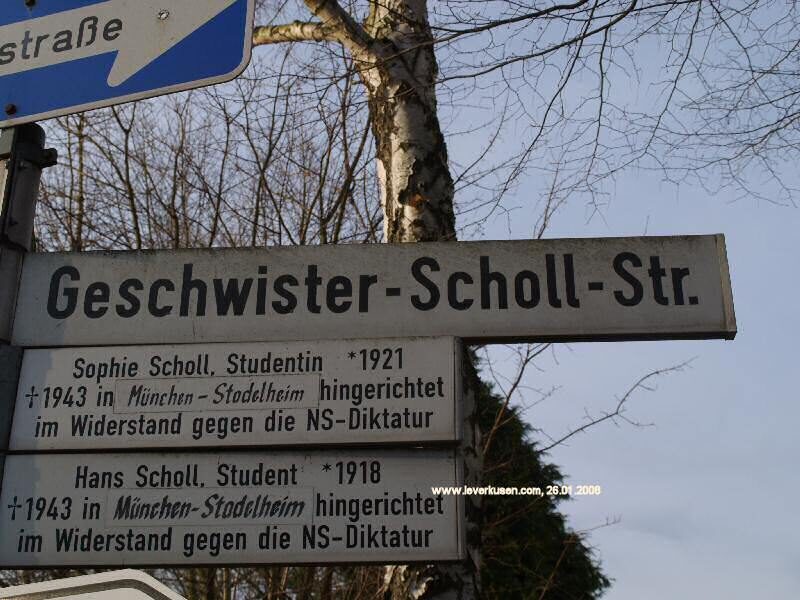 straße
Geschwister-Scholl-Str.
Sophie Scholl, Studentin *1921
†1943 in München-Stadelheim hingerichtet
im Widerstand gegen die NS-Diktatur
Hans Scholl, Student *1918
†1943 in München-Stadelheim hingerichtet
im Widerstand gegen die NS-Diktatur
www.leverkusen.com, 26.01.2008